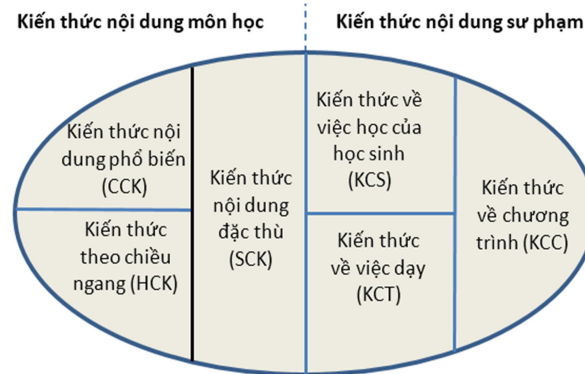 Kiến thức nội dung môn học
Kiến thức nội dung sư phạm
Kiến thức nội
dung phổ biến
(CCK)
Kiến thức
theo chiều
ngang (HCK)
Kiến thức
nội dung
đặc thù
(SCK)
Kiến thức về
việc học của
học sinh
(KCS)
Kiến thức
về việc dạy
(KCT)
Kiến thức
về chương
trình (KCC)